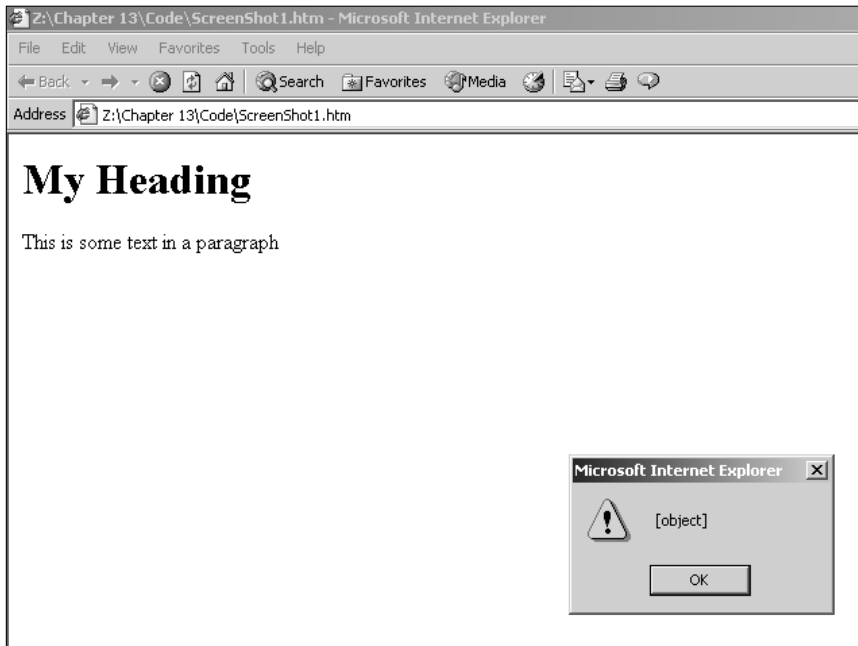 Z:\Chapter 13\Code\ScreenShot1.htm - Microsoft Internet Explorer
File Edit View Favorites Tools Help
Back Search Favorites Media
Address Z:\Chapter 13\Code\ScreenShot1.htm
My Heading
This is some text in a paragraph
Microsoft Internet Explorer
[object]
OK